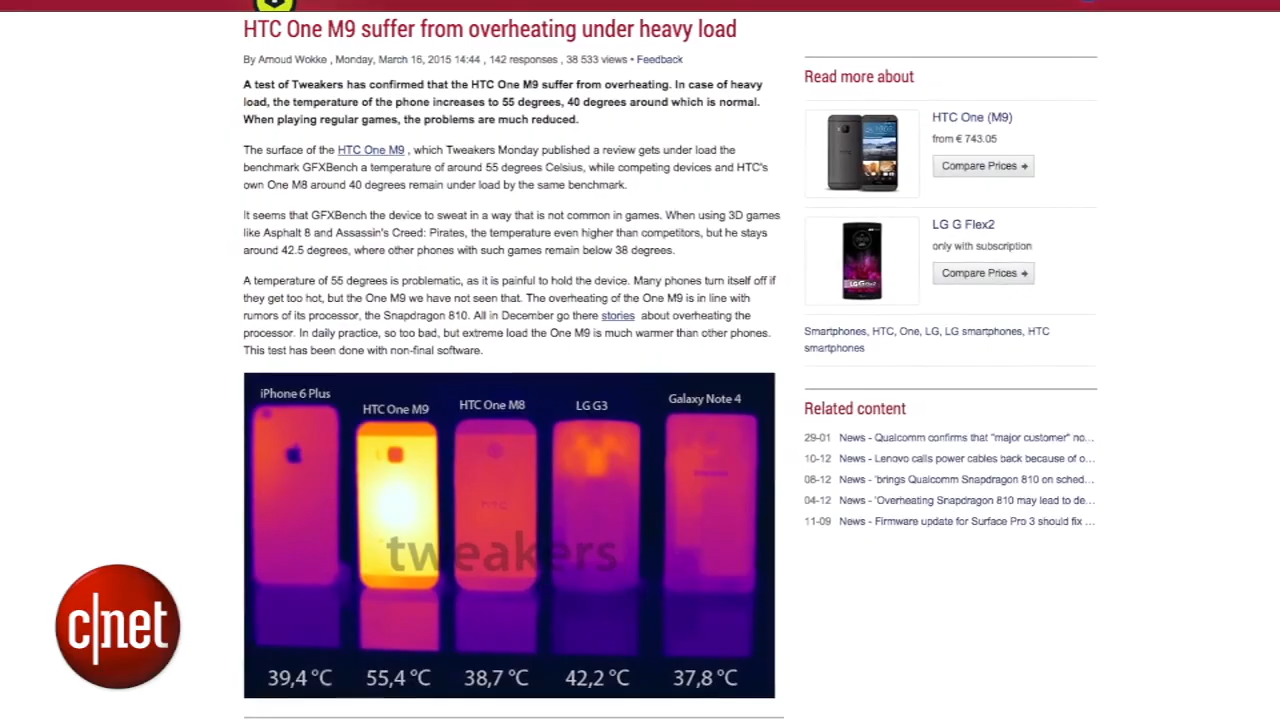 HTC One M9 suffer from overheating under heavy load
By Arnoud Wokke , Monday, March 16, 2015 14:44 , 142 responses , 38 533 views • Feedback
A test of Tweakers has confirmed that the HTC One M9 suffer from overheating. In case of heavy
load, the temperature of the phone increases to 55 degrees, 40 degrees around which is normal.
When playing regular games, the problems are much reduced.
The surface of the HTC One M9 , which Tweakers Monday published a review gets under load the
benchmark GFXBench a temperature of around 55 degrees Celsius, while competing devices and HTC's
own One M8 around 40 degrees remain under load by the same benchmark.
It seems that GFXBench the device to sweat in a way that is not common in games. When using 3D games
like Asphalt 8 and Assassin's Creed: Pirates, the temperature even higher than competitors, but he stays
around 42.5 degrees, where other phones with such games remain below 38 degrees.
A temperature of 55 degrees is problematic, as it is painful to hold the device. Many phones turn itself off if
they get too hot, but the One M9 we have not seen that. The overheating of the One M9 is in line with
rumors of its processor, the Snapdragon 810. All in December go there stories about overheating the
processor. In daily practice, so too bad, but extreme load the One M9 is much warmer than other phones.
This test has been done with non-final software.
iPhone 6 Plus
HTC One M9
HTC One M8
LG G3
Galaxy Note 4
tweakers
39,4 °C
55,4 °C
38,7 °C
42,2 °C
37,8 °C
Read more about
HTC One (M9)
from € 743.05
Compare Prices
LG G Flex2
only with subscription
Compare Prices
Smartphones, HTC, One, LG, LG smartphones, HTC
smartphones
Related content
29-01 News - Qualcomm confirms that "major customer" no...
10-12 News - Lenovo calls power cables back because of o...
08-12 News - 'brings Qualcomm Snapdragon 810 on sched...
04-12 News - 'Overheating Snapdragon 810 may lead to de...
11-09 News - Firmware update for Surface Pro 3 should fix ...
c|net